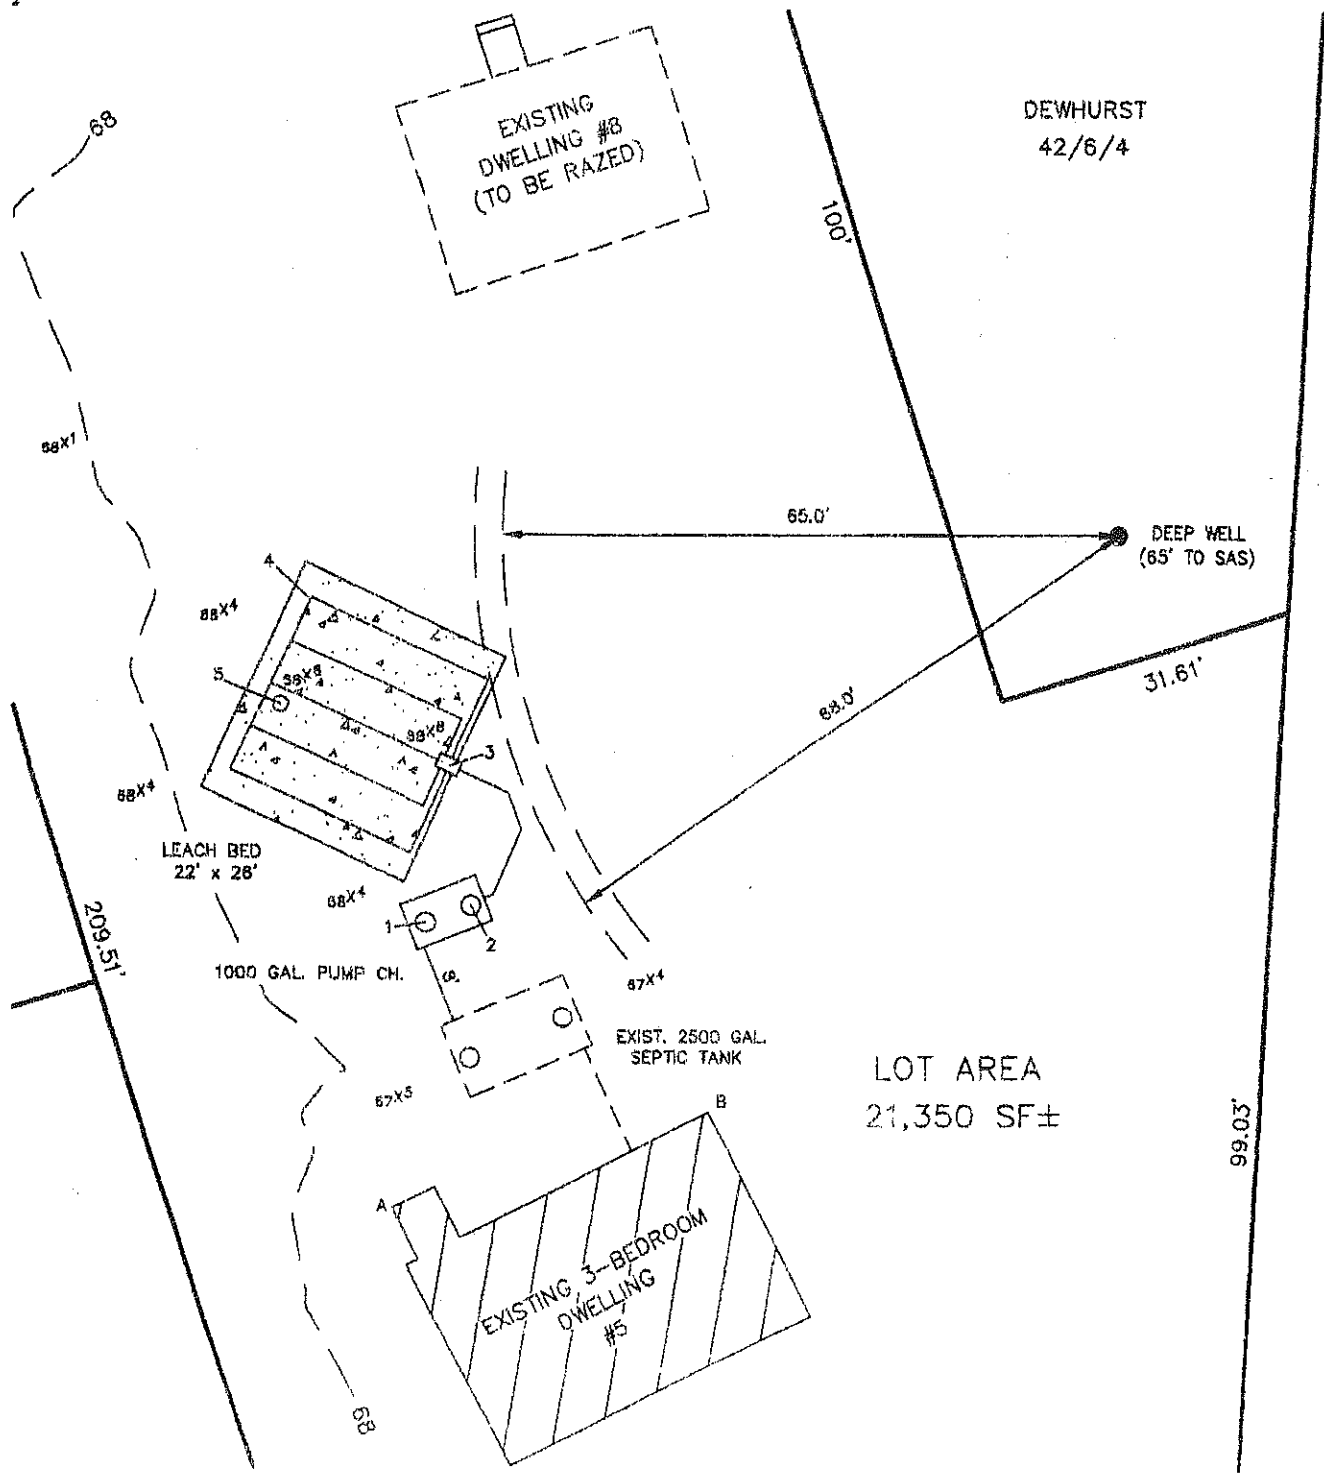 68
EXISTING
DWELLING #8
(TO BE RAZED)
DEWHURST
42/6/4
100'
68X1
65.0'
DEEP WELL
(65' TO SAS)
4
68X4
5
68X8
68X8
3
31.61'
68.0'
68X4
LEACH BED
22' x 26'
68X4
1
2
209.51'
1000 GAL. PUMP CH.
S
67X4
EXIST. 2500 GAL.
SEPTIC TANK
LOT AREA
21,350 SF±
67X5
B
A
99.03'
EXISTING 3-BEDROOM
DWELLING
#5
68